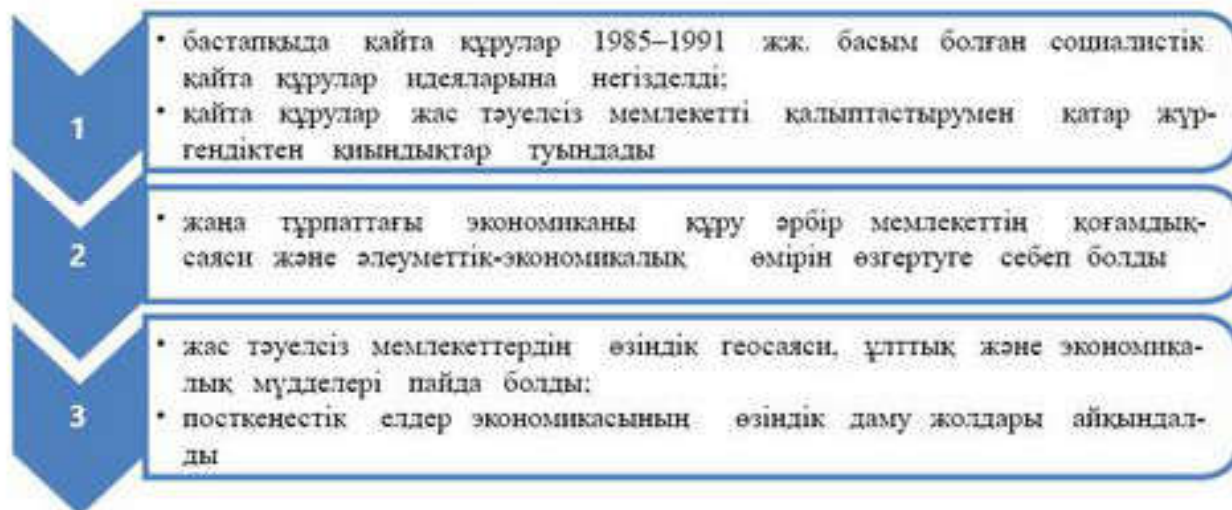 1
• бастапқыда қайта құрулар 1985–1991 жж. басым болған социалистік
қайта құрулар идеяларына негізделді;
• қайта құрулар жас тәуелсіз мемлекетті қалыптастырумен қатар жүр-
гендіктен қиындықтар туындады
2
• жаңа тұрпаттағы экономиканы құру әрбір мемлекеттің қоғамдық-
саяси және әлеуметтік-экономикалық өмірін өзгертуге себеп болды
3
• жас тәуелсіз мемлекеттердің өзіндік геосаяси, ұлттық және экономика-
лық мүдделері пайда болды;
• посткеңестік елдер экономикасының өзіндік даму жолдары айқындал-
ды